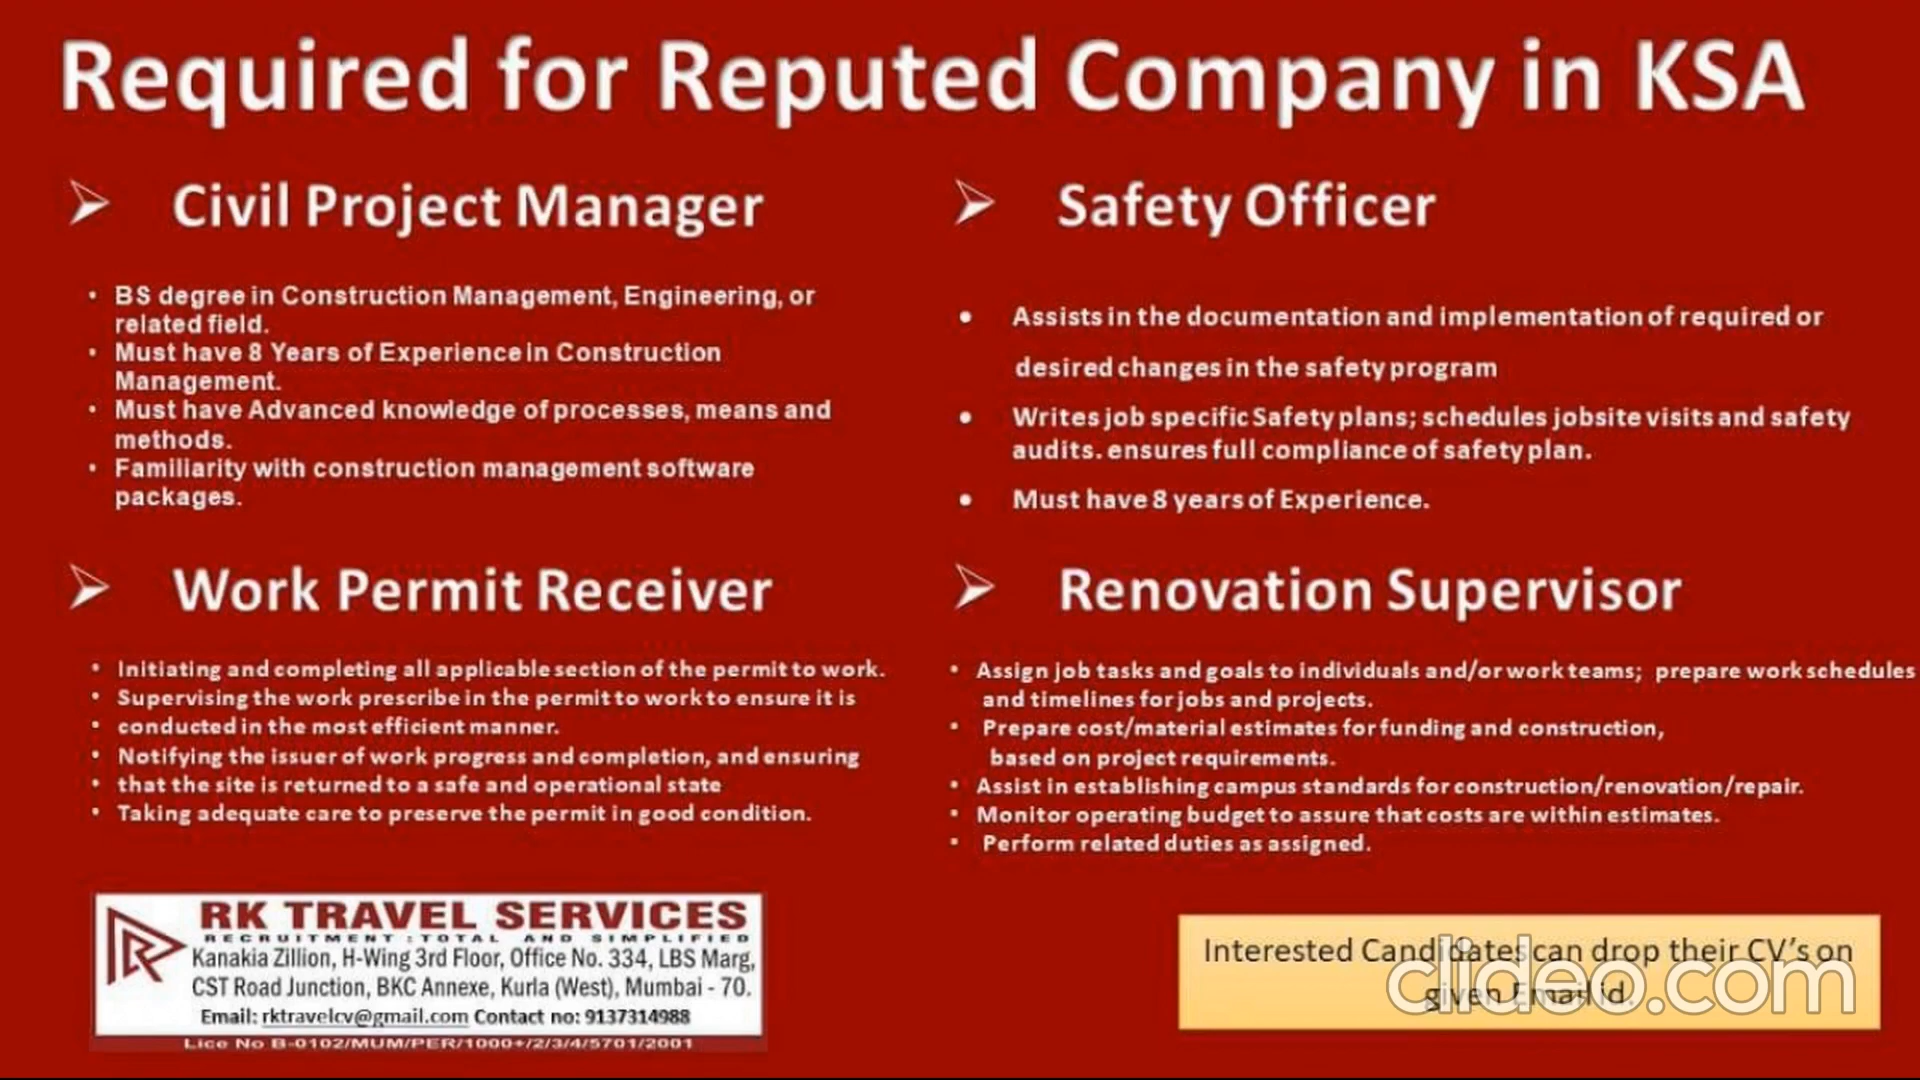 Required for Reputed Company in KSA
Civil Project Manager
• BS degree in Construction Management, Engineering, or
related field.
• Must have 8 Years of Experience in Construction
Management.
• Must have Advanced knowledge of processes, means and
methods.
• Familiarity with construction management software
packages.
Safety Officer
• Assists in the documentation and implementation of required or
desired changes in the safety program
• Writes job specific Safety plans; schedules jobsite visits and safety
audits. ensures full compliance of safety plan.
• Must have 8 years of Experience.
Work Permit Receiver
• Initiating and completing all applicable section of the permit to work.
• Supervising the work prescribe in the permit to work to ensure it is
• conducted in the most efficient manner.
• Notifying the issuer of work progress and completion, and ensuring
• that the site is returned to a safe and operational state
• Taking adequate care to preserve the permit in good condition.
Renovation Supervisor
• Assign job tasks and goals to individuals and/or work teams; prepare work schedules
and timelines for jobs and projects.
• Prepare cost/material estimates for funding and construction,
based on project requirements.
• Assist in establishing campus standards for construction/renovation/repair.
• Monitor operating budget to assure that costs are within estimates.
• Perform related duties as assigned.
RK TRAVEL SERVICES
RECRUITMENT : TOTAL AND SIMPLIFIED
Kanakia Zillion, H-Wing 3rd Floor, Office No. 334, LBS Marg,
CST Road Junction, BKC Annexe, Kurla (West), Mumbai - 70.
Email: rktravelcv@gmail.com Contact no: 9137314988
Lice No B-0102/MUM/PER/1000+/2/3/4/5701/2001
Interested Candidates can drop their CV's on
given Email id.
clideo.com